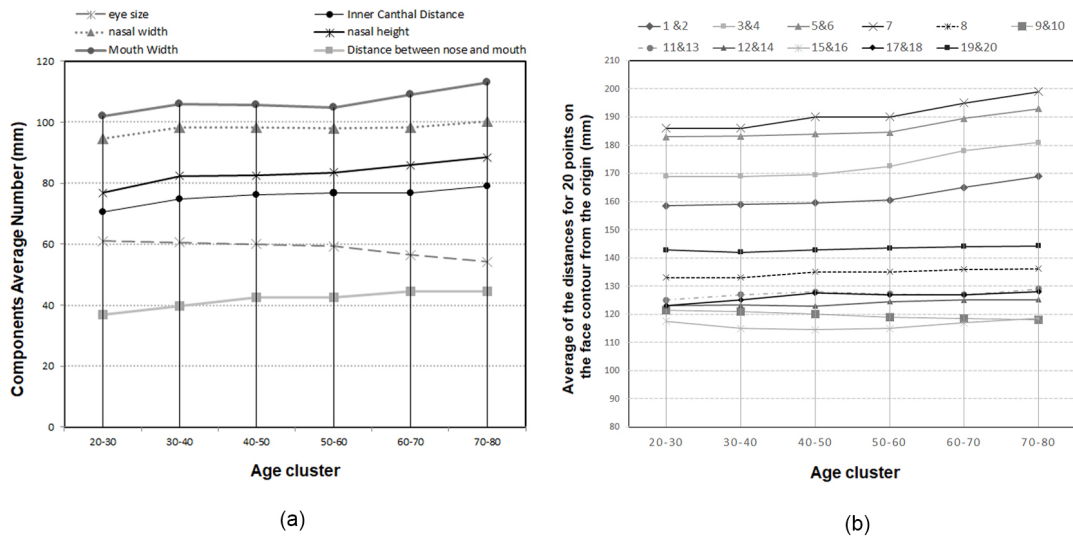 eye size
Inner Canthal Distance
nasal width
nasal height
Mouth Width
Distance between nose and mouth
120
100
80
60
40
20
0
Components Average Number (mm)
20-30 30-40 40-50 50-60 60-70 70-80
Age cluster
(a)
1 &2 3&4 5&6 7 8 9&10
11&13 12&14 15&16 17&18 19&20
210
200
190
180
170
160
150
140
130
120
110
100
90
80
Average of the distances for 20 points on
the face contour from the origin (mm)
20-30 30-40 40-50 50-60 60-70 70-80
Age cluster
(b)